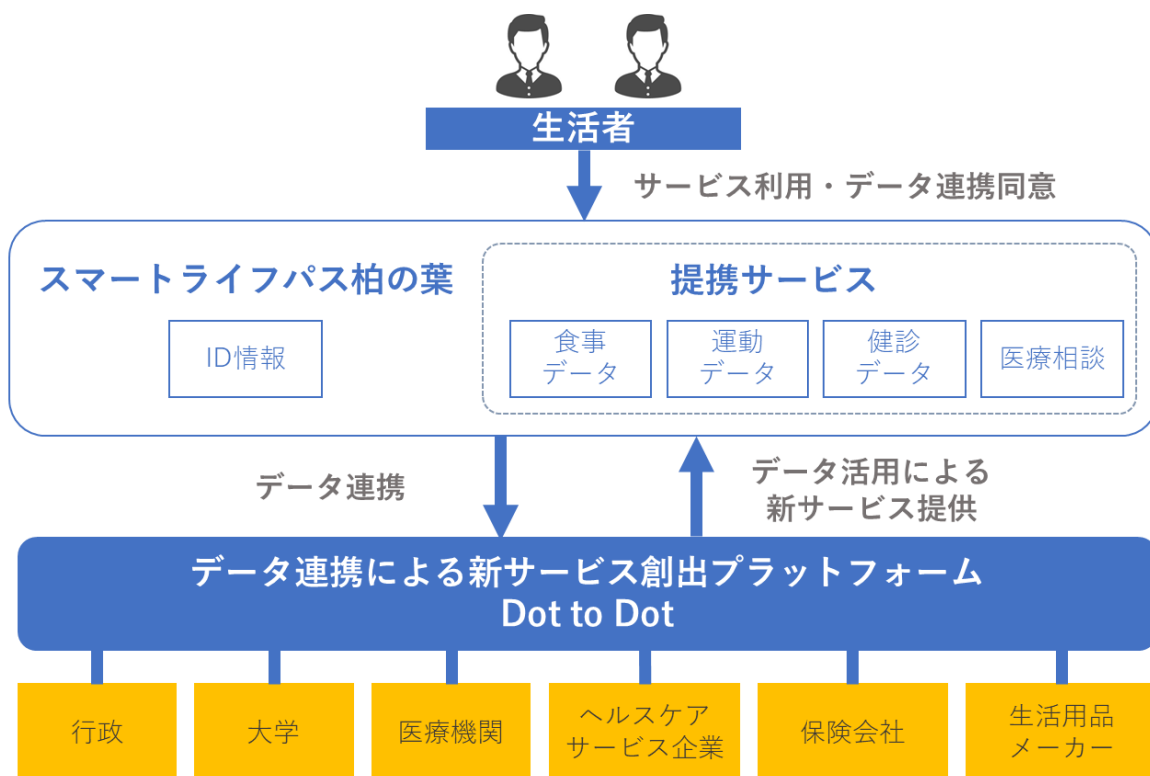 生活者
サービス利用・データ連携同意
スマートライフパス柏の葉
ID情報
提携サービス
食事
データ
運動
データ
健診
データ
医療相談
データ連携
データ活用による
新サービス提供
データ連携による新サービス創出プラットフォーム
Dot to Dot
行政
大学
医療機関
ヘルスケア
サービス企業
保険会社
生活用品
メーカー